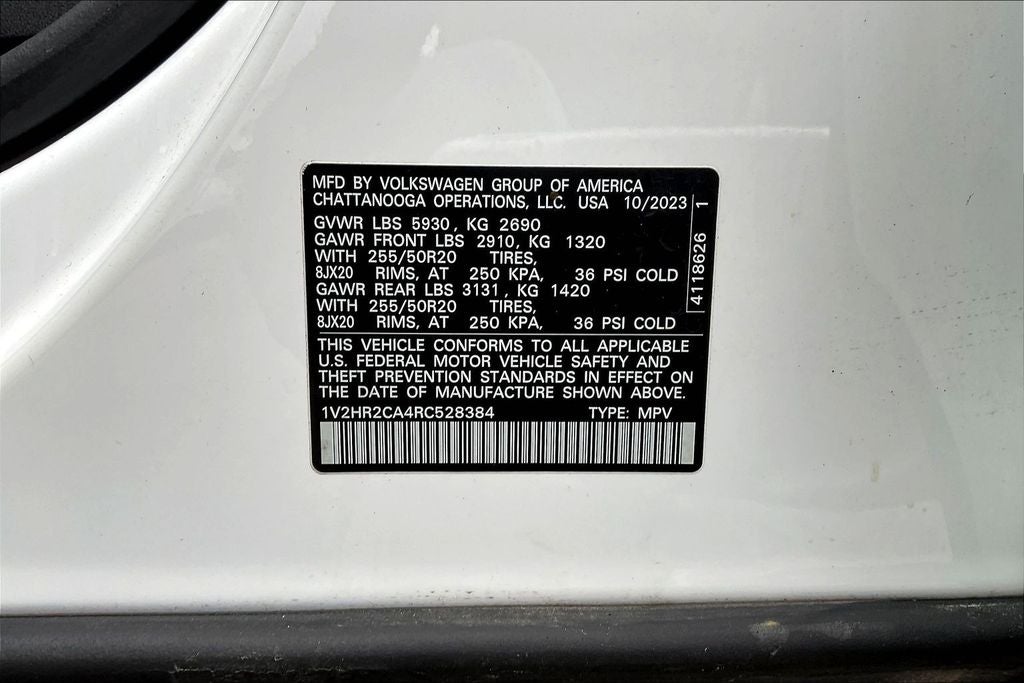 MFD BY VOLKSWAGEN GROUP OF AMERICA
CHATTANOOGA OPERATIONS, LLC. USA 10/2023
GVWR LBS 5930, KG 2690
GAWR FRONT LBS 2910, KG 1320
WITH 255/50R20 TIRES,
8JX20 RIMS, AT 250 KPA, 36 PSI COLD
GAWR REAR LBS 3131, KG 1420
WITH 255/50R20 TIRES,
8JX20 RIMS, AT 250 KPA, 36 PSI COLD
4118626 1
THIS VEHICLE CONFORMS TO ALL APPLICABLE
U.S. FEDERAL MOTOR VEHICLE SAFETY AND
THEFT PREVENTION STANDARDS IN EFFECT ON
THE DATE OF MANUFACTURE SHOWN ABOVE.
1V2HR2CA4RC528384 TYPE: MPV